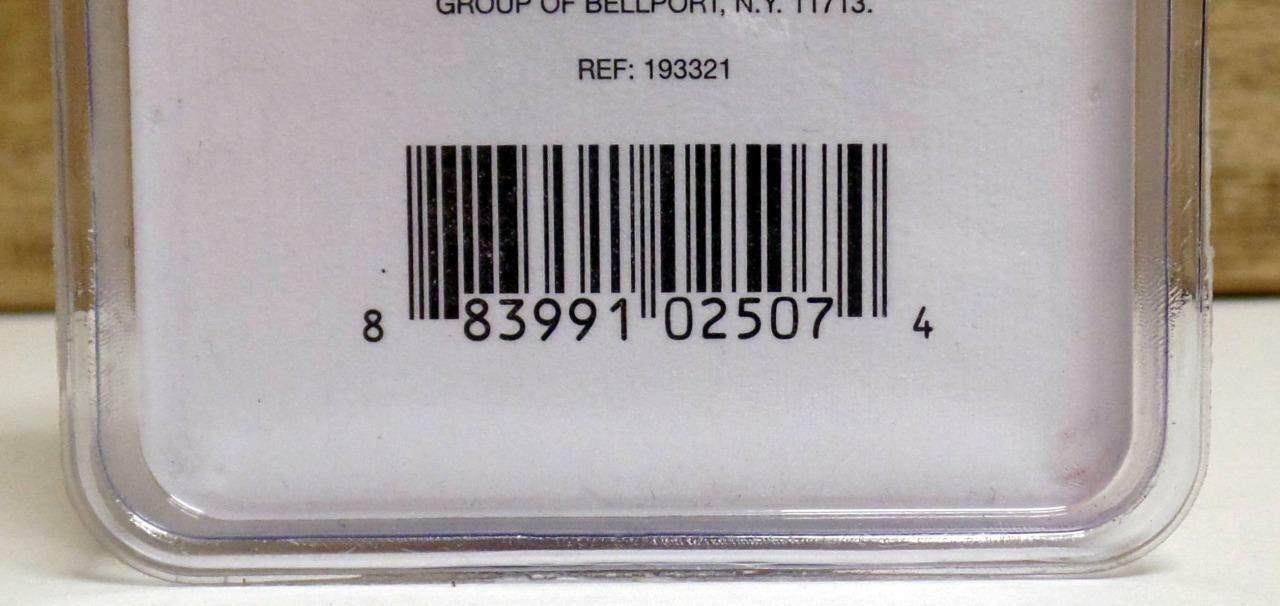 GROUP OF BELLPORT, N.Y. 11713.
REF: 193321
8 83991 02507 4